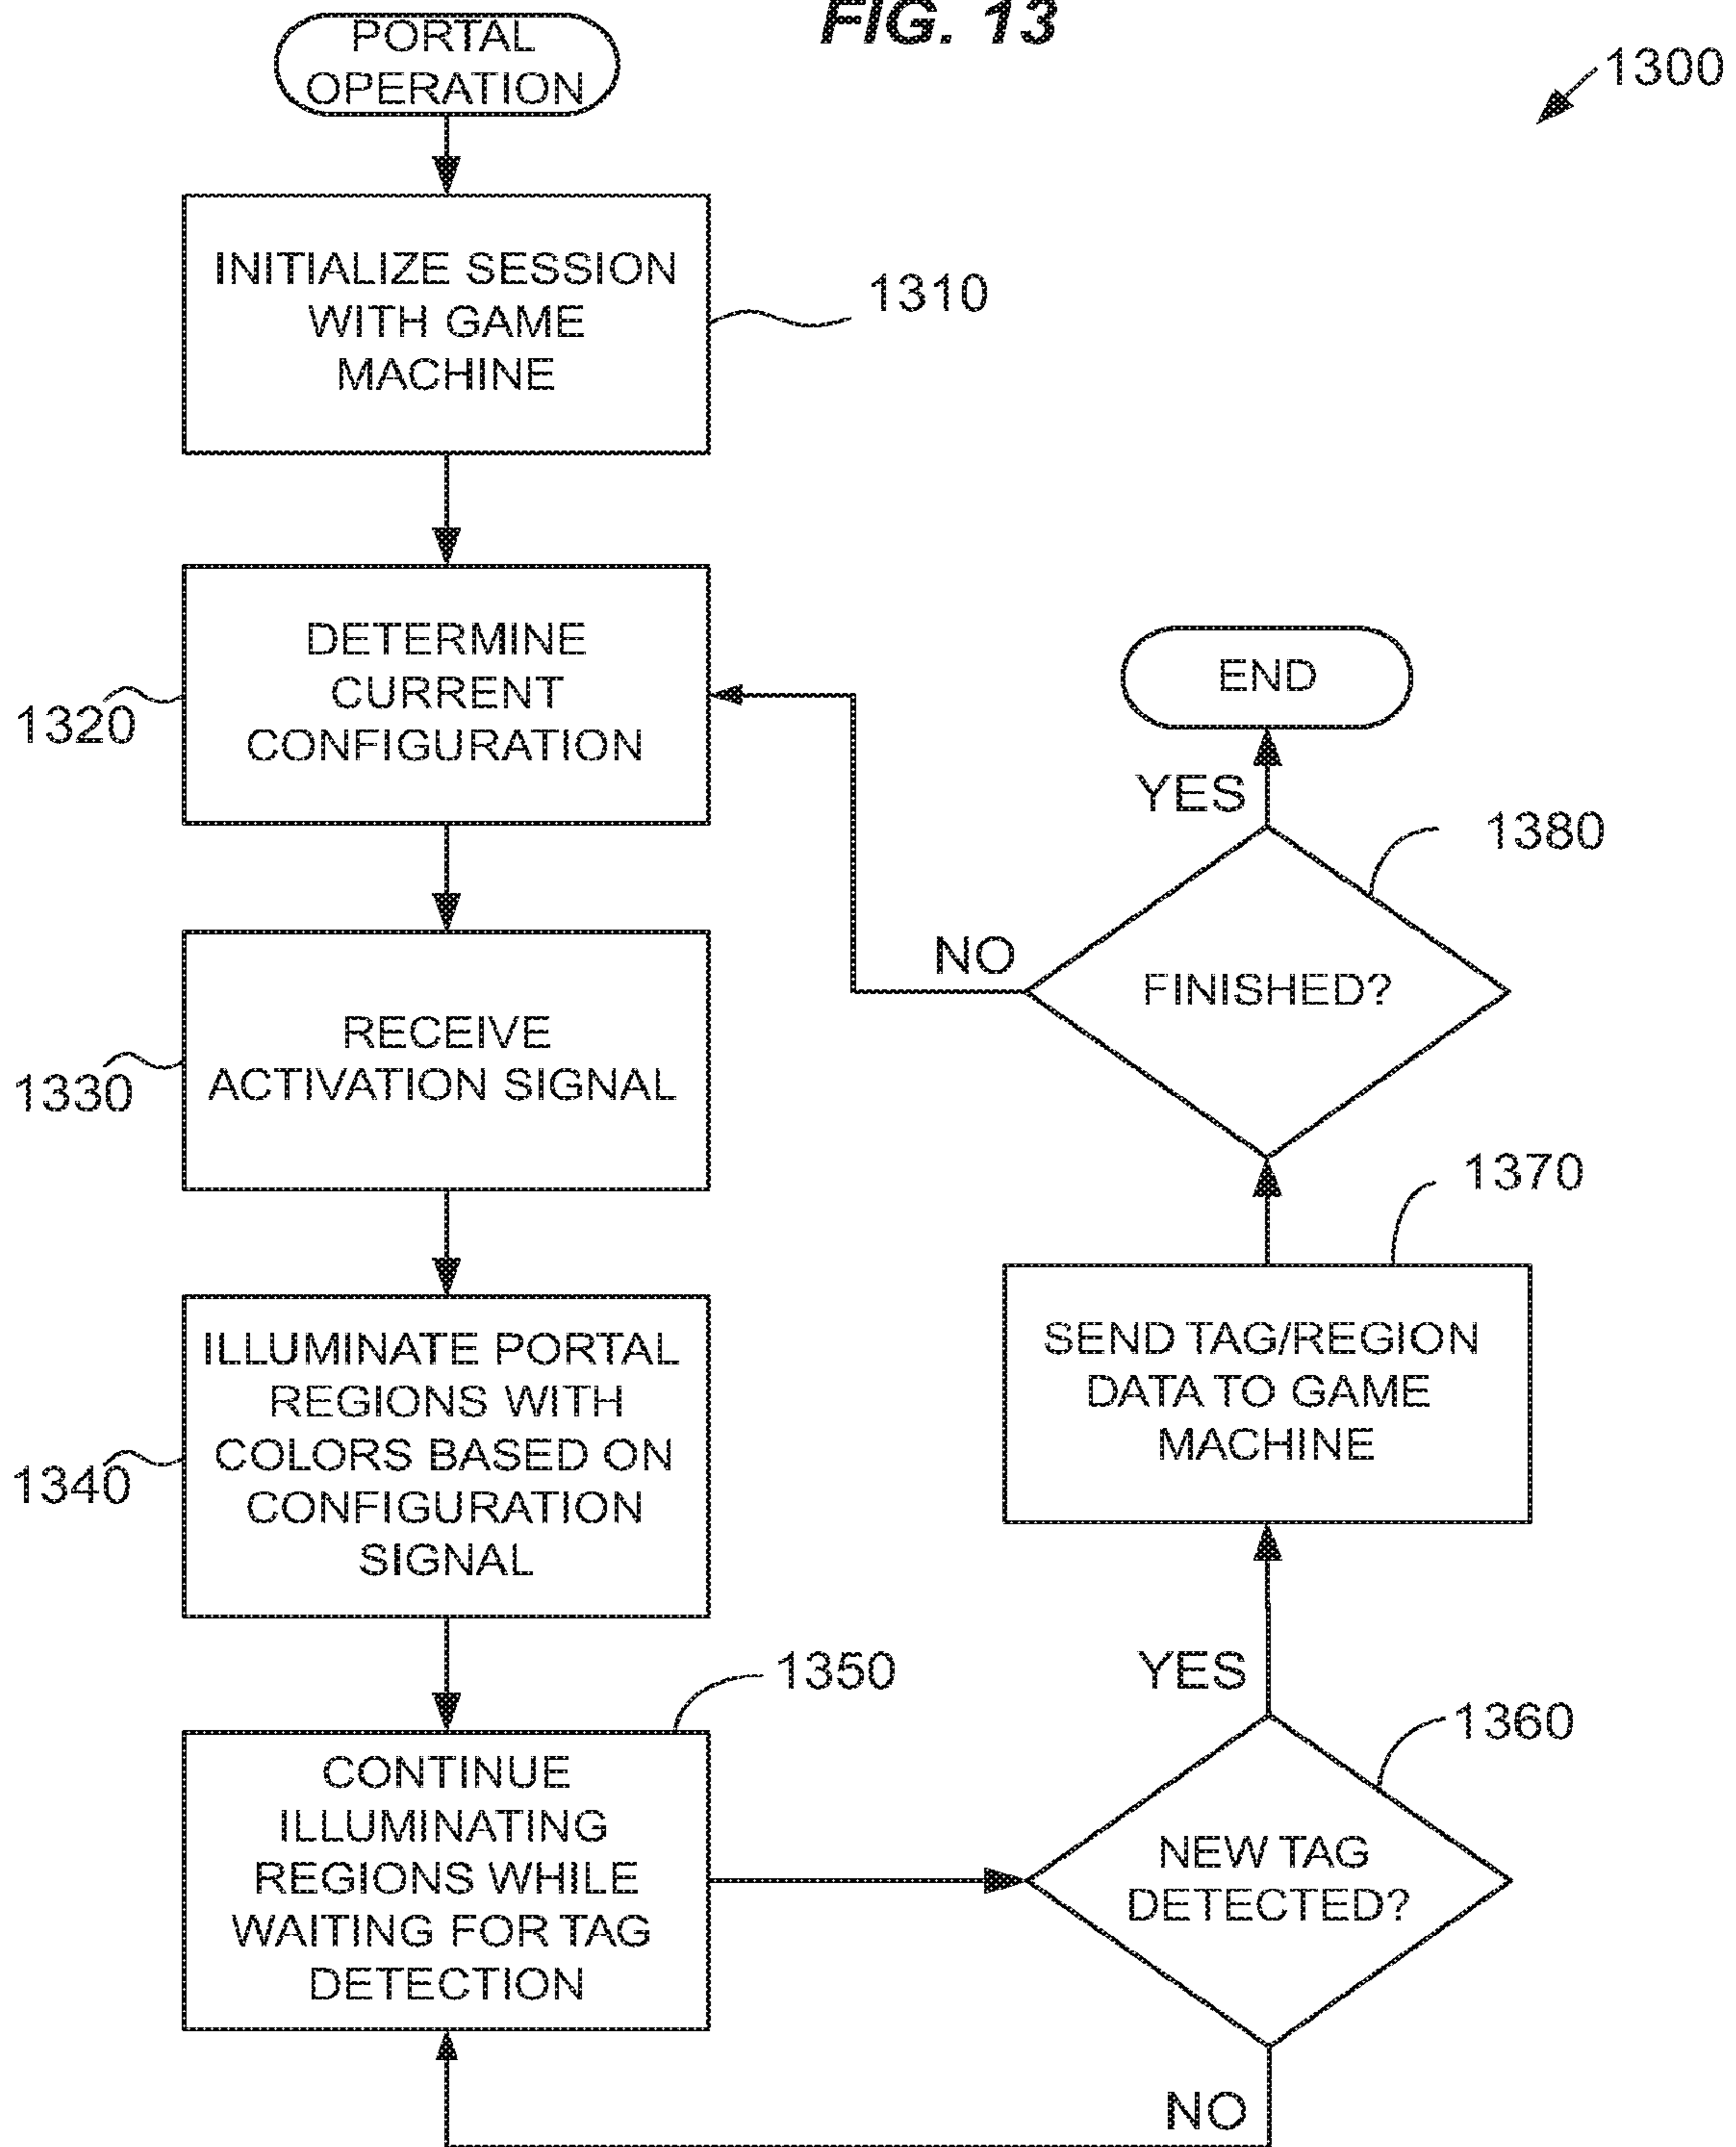 FIG. 13
1300
PORTAL
OPERATION
INITIALIZE SESSION
WITH GAME
MACHINE
1310
DETERMINE
CURRENT
CONFIGURATION
1320
RECEIVE
ACTIVATION SIGNAL
1330
ILLUMINATE PORTAL
REGIONS WITH
COLORS BASED ON
CONFIGURATION
SIGNAL
1340
CONTINUE
ILLUMINATING
REGIONS WHILE
WAITING FOR TAG
DETECTION
1350
NEW TAG
DETECTED?
1360
NO
YES
SEND TAG/REGION
DATA TO GAME
MACHINE
1370
FINISHED?
1380
NO
YES
END